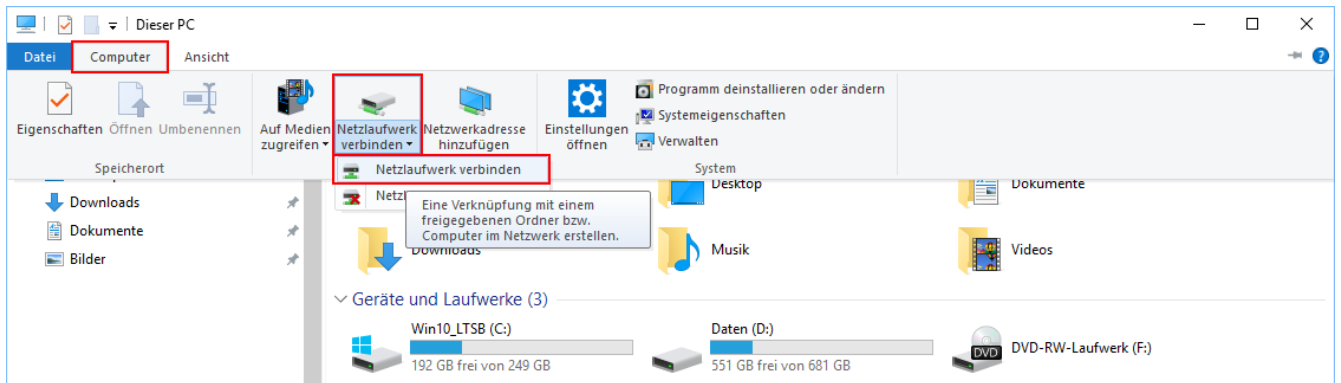 Dieser PC
Datei Computer Ansicht
Eigenschaften Öffnen Umbenennen
Auf Medien
zugreifen
Netzlaufwerk
verbinden
Netzwerkadresse
hinzufügen
Einstellungen
öffnen
Programm deinstallieren oder ändern
Systemeigenschaften
Verwalten
Speicherort
System
Netzlaufwerk verbinden
Eine Verknüpfung mit einem
freigegebenen Ordner bzw.
Computer im Netzwerk erstellen.
Downloads
Dokumente
Bilder
Desktop
Dokumente
Downloads
Musik
Videos
Geräte und Laufwerke (3)
Win10_LTSB (C:)
192 GB frei von 249 GB
Daten (D:)
551 GB frei von 681 GB
DVD
DVD-RW-Laufwerk (F:)